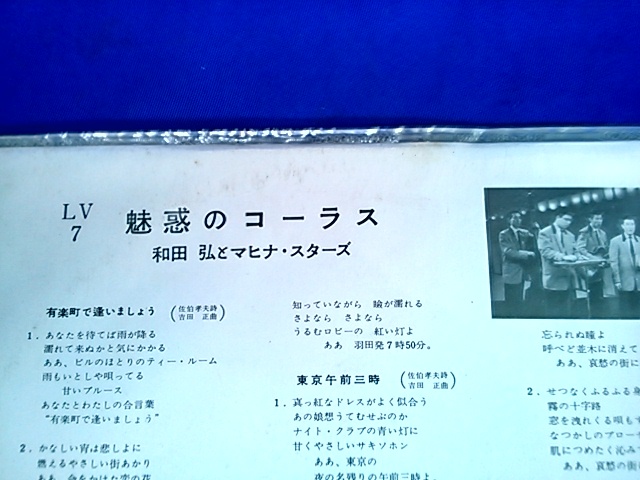 LV
7
魅惑のコーラス
和田 弘とマヒナ・スターズ
有楽町で逢いましょう
(佐伯孝夫詩
吉田 正曲)
1. あなたを待てば雨が降る
濡れて来ぬかと気にかかる
ああ、ビルのほとりのティー・ルーム
雨もいとしや唄ってる
甘いブルース
あなたとわたしの合言葉
“有楽町で逢いましょう”
2. かなしい宵は悲しよに
燃えるやさしい街あかり
ああ、命をかけた恋の花
知っていながら 瞼が濡れる
さよなら さよなら
うるむロビーの 紅い灯よ
ああ 羽田発7時50分。
東京午前三時
(佐伯孝夫詩
吉田 正曲)
1. 真っ紅なドレスがよく似合う
あの娘想うてむせぶのか
ナイト・クラブの青い灯に
甘くやさしいサキソホン
ああ、東京の
夜の名残りの午前三時よ。
忘られぬ瞳よ
呼べど並木に消えて
ああ、哀愁の街に
2. せつなくふるふる身
霧の十字路
窓を洩れくる唄も
なつかしのブローチ
肌につめたく沁み
ああ、哀愁の街に